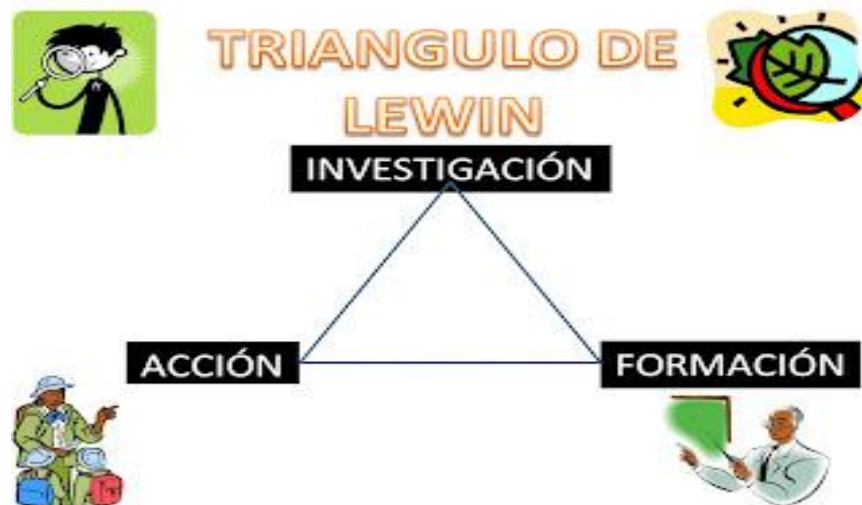 TRIANGULO DE
LEWIN
INVESTIGACIÓN
ACCIÓN
FORMACIÓN